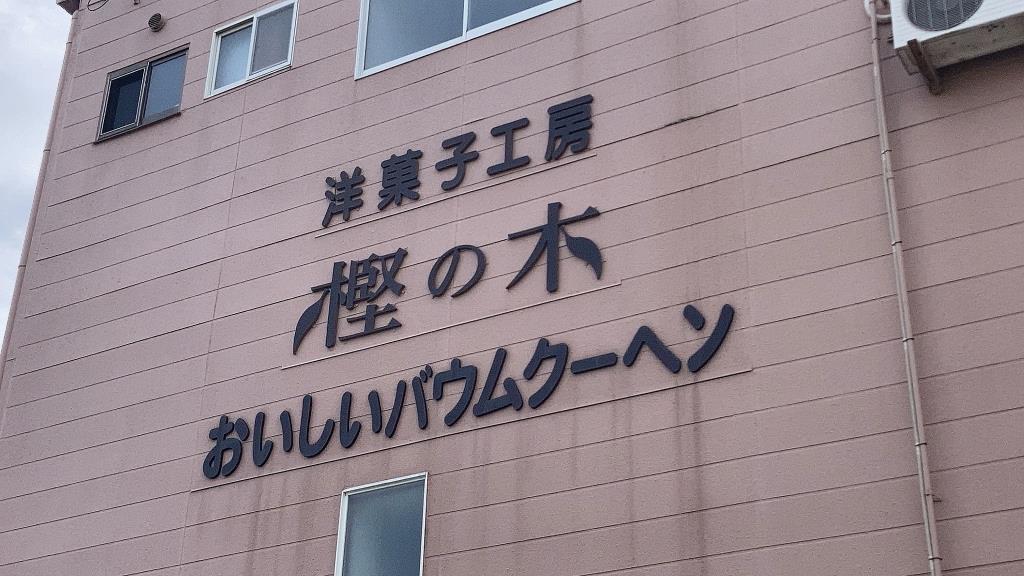 洋菓子工房
樫の木
おいしいバウムクーヘン